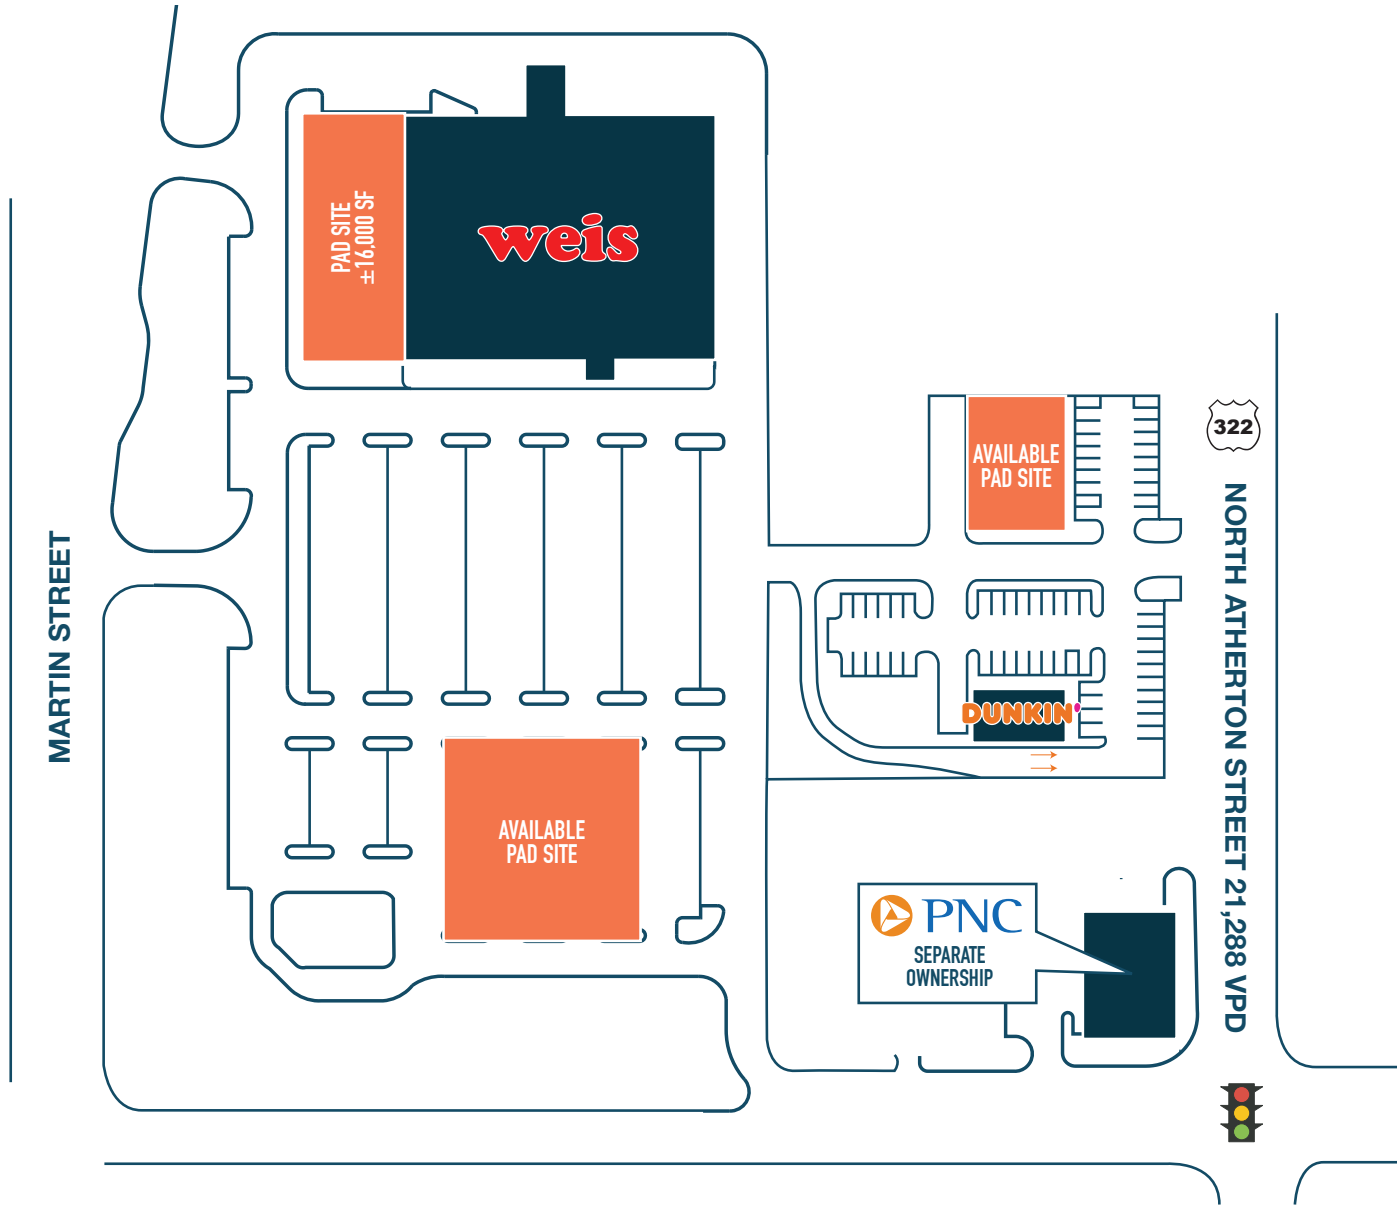 weis
PAD SITE
±16,000 SF
322
AVAILABLE
PAD SITE
MARTIN STREET
NORTH ATHERTON STREET 21,288 VPD
DUNKIN'
AVAILABLE
PAD SITE
PNC
SEPARATE
OWNERSHIP